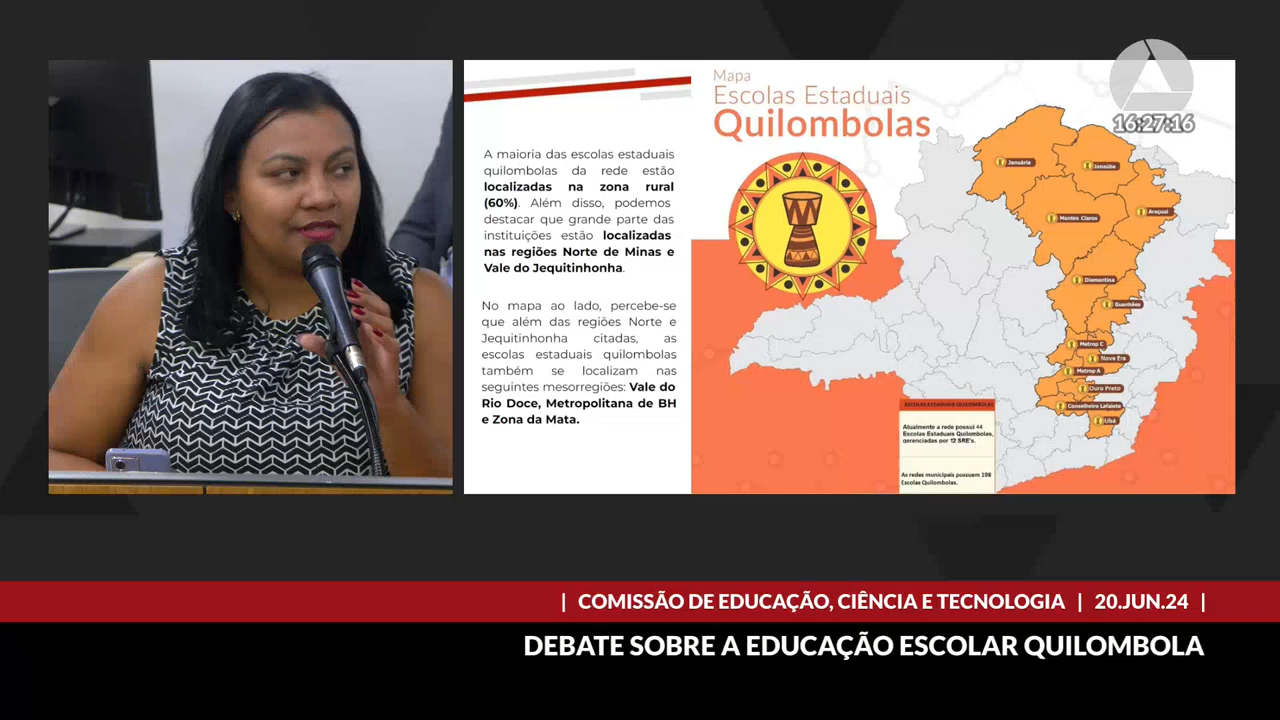 16:27:16
A maioria das escolas estaduais
quilombolas da rede estão
localizadas na zona rural
(60%). Além disso, podemos
destacar que grande parte das
instituições estão localizadas
nas regiões Norte de Minas e
Vale do Jequitinhonha.
No mapa ao lado, percebe-se
que além das regiões Norte e
Jequitinhonha citadas, as
escolas estaduais quilombolas
também se localizam nas
seguintes mesorregiões: Vale do
Rio Doce, Metropolitana de BH
e Zona da Mata.
Mapa
Escolas Estaduais
Quilombolas
Januária
Janaúba
Montes Claros
Araçuaí
Diamantina
Guanhães
Metrop C
Nova Era
Metrop A
Ouro Preto
Conselheiro Lafaiete
Ubá
ESCOLAS ESTADUAIS QUILOMBOLAS
Atualmente a rede possui 44
Escolas Estaduais Quilombolas,
gerenciadas por 12 SRE's.
As redes municipais possuem 198
Escolas Quilombolas.
| COMISSÃO DE EDUCAÇÃO, CIÊNCIA E TECNOLOGIA | 20.JUN.24 |
DEBATE SOBRE A EDUCAÇÃO ESCOLAR QUILOMBOLA